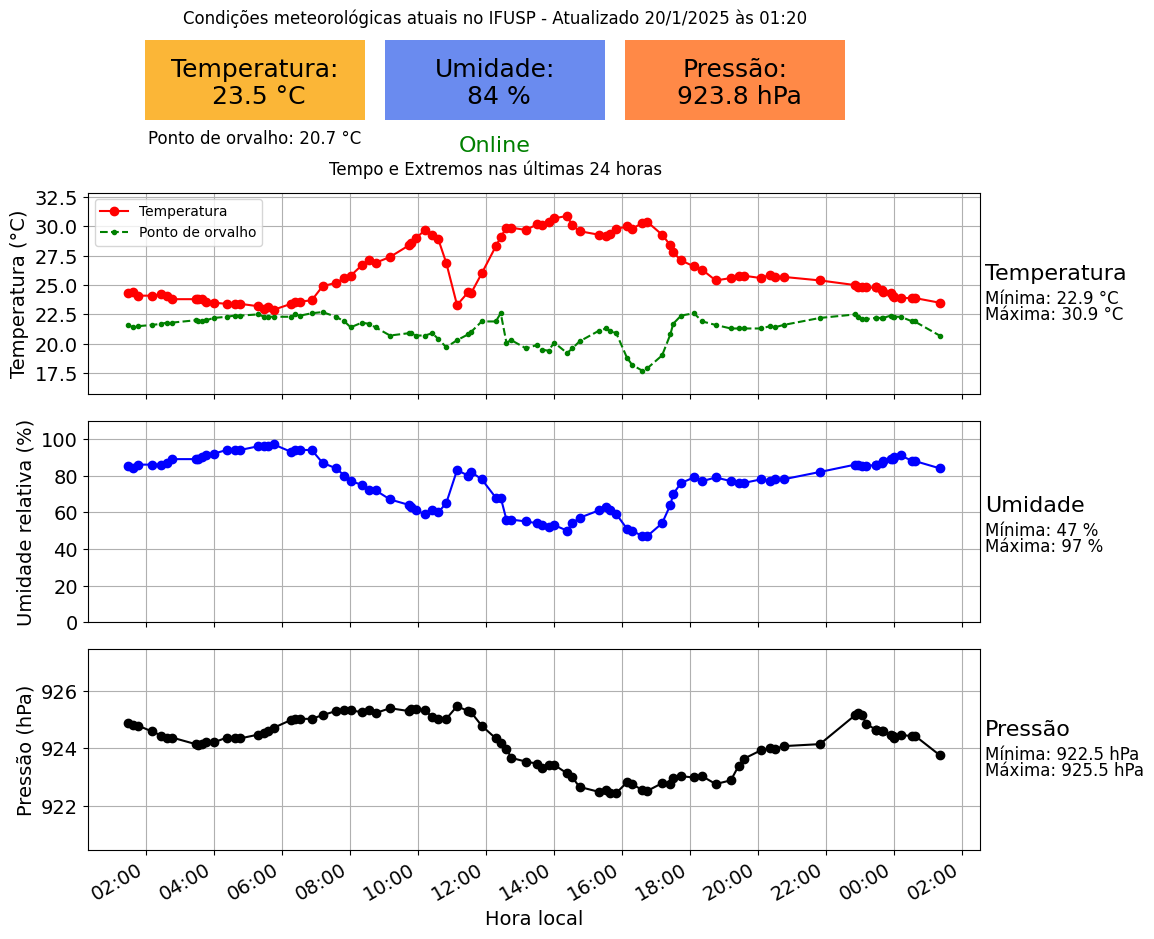 Condições meteorológicas atuais no IFUSP - Atualizado 20/1/2025 às 01:20
Temperatura:
23.5 °C
Umidade:
84 %
Pressão:
923.8 hPa
Ponto de orvalho: 20.7 °C
Online
Tempo e Extremos nas últimas 24 horas
Temperatura (°C)
32.5
30.0
27.5
25.0
22.5
20.0
17.5
Temperatura
Ponto de orvalho
Temperatura
Mínima: 22.9 °C
Máxima: 30.9 °C
Umidade relativa (%)
100
80
60
40
20
0
Umidade
Mínima: 47 %
Máxima: 97 %
Pressão (hPa)
926
924
922
Pressão
Mínima: 922.5 hPa
Máxima: 925.5 hPa
02:00
04:00
06:00
08:00
10:00
12:00
14:00
16:00
18:00
20:00
22:00
00:00
02:00
Hora local